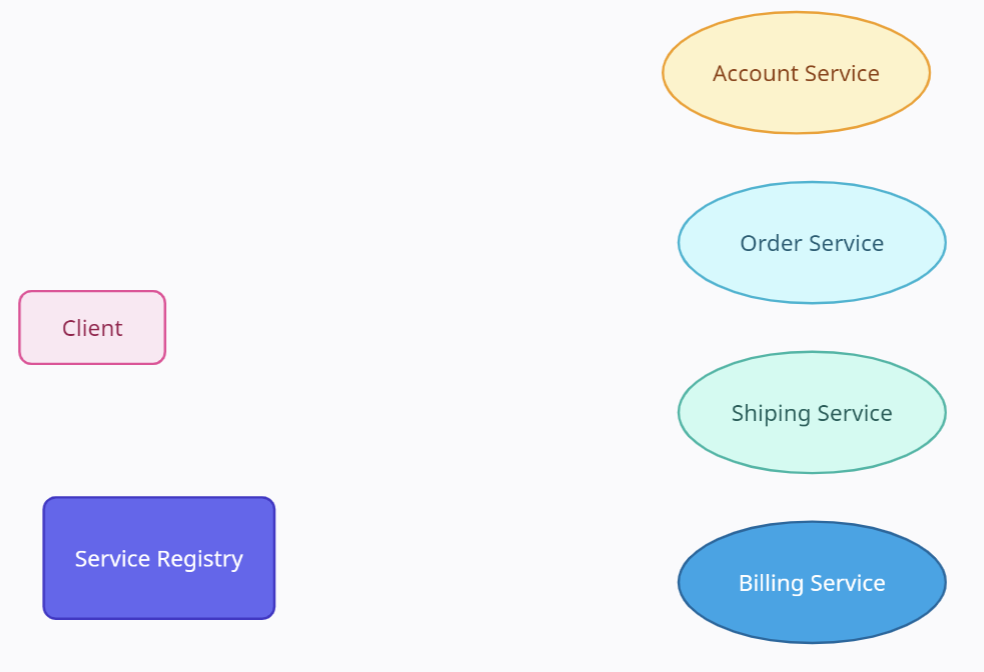 Account Service
Order Service
Client
Shiping Service
Service Registry
Billing Service